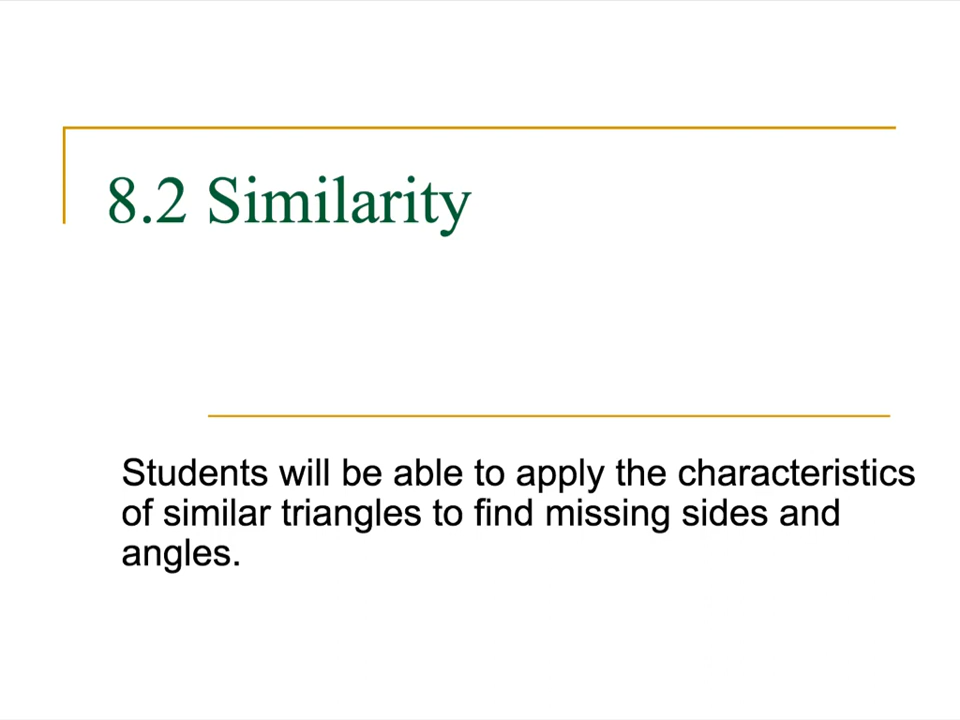 8.2 Similarity
Students will be able to apply the characteristics
of similar triangles to find missing sides and
angles.